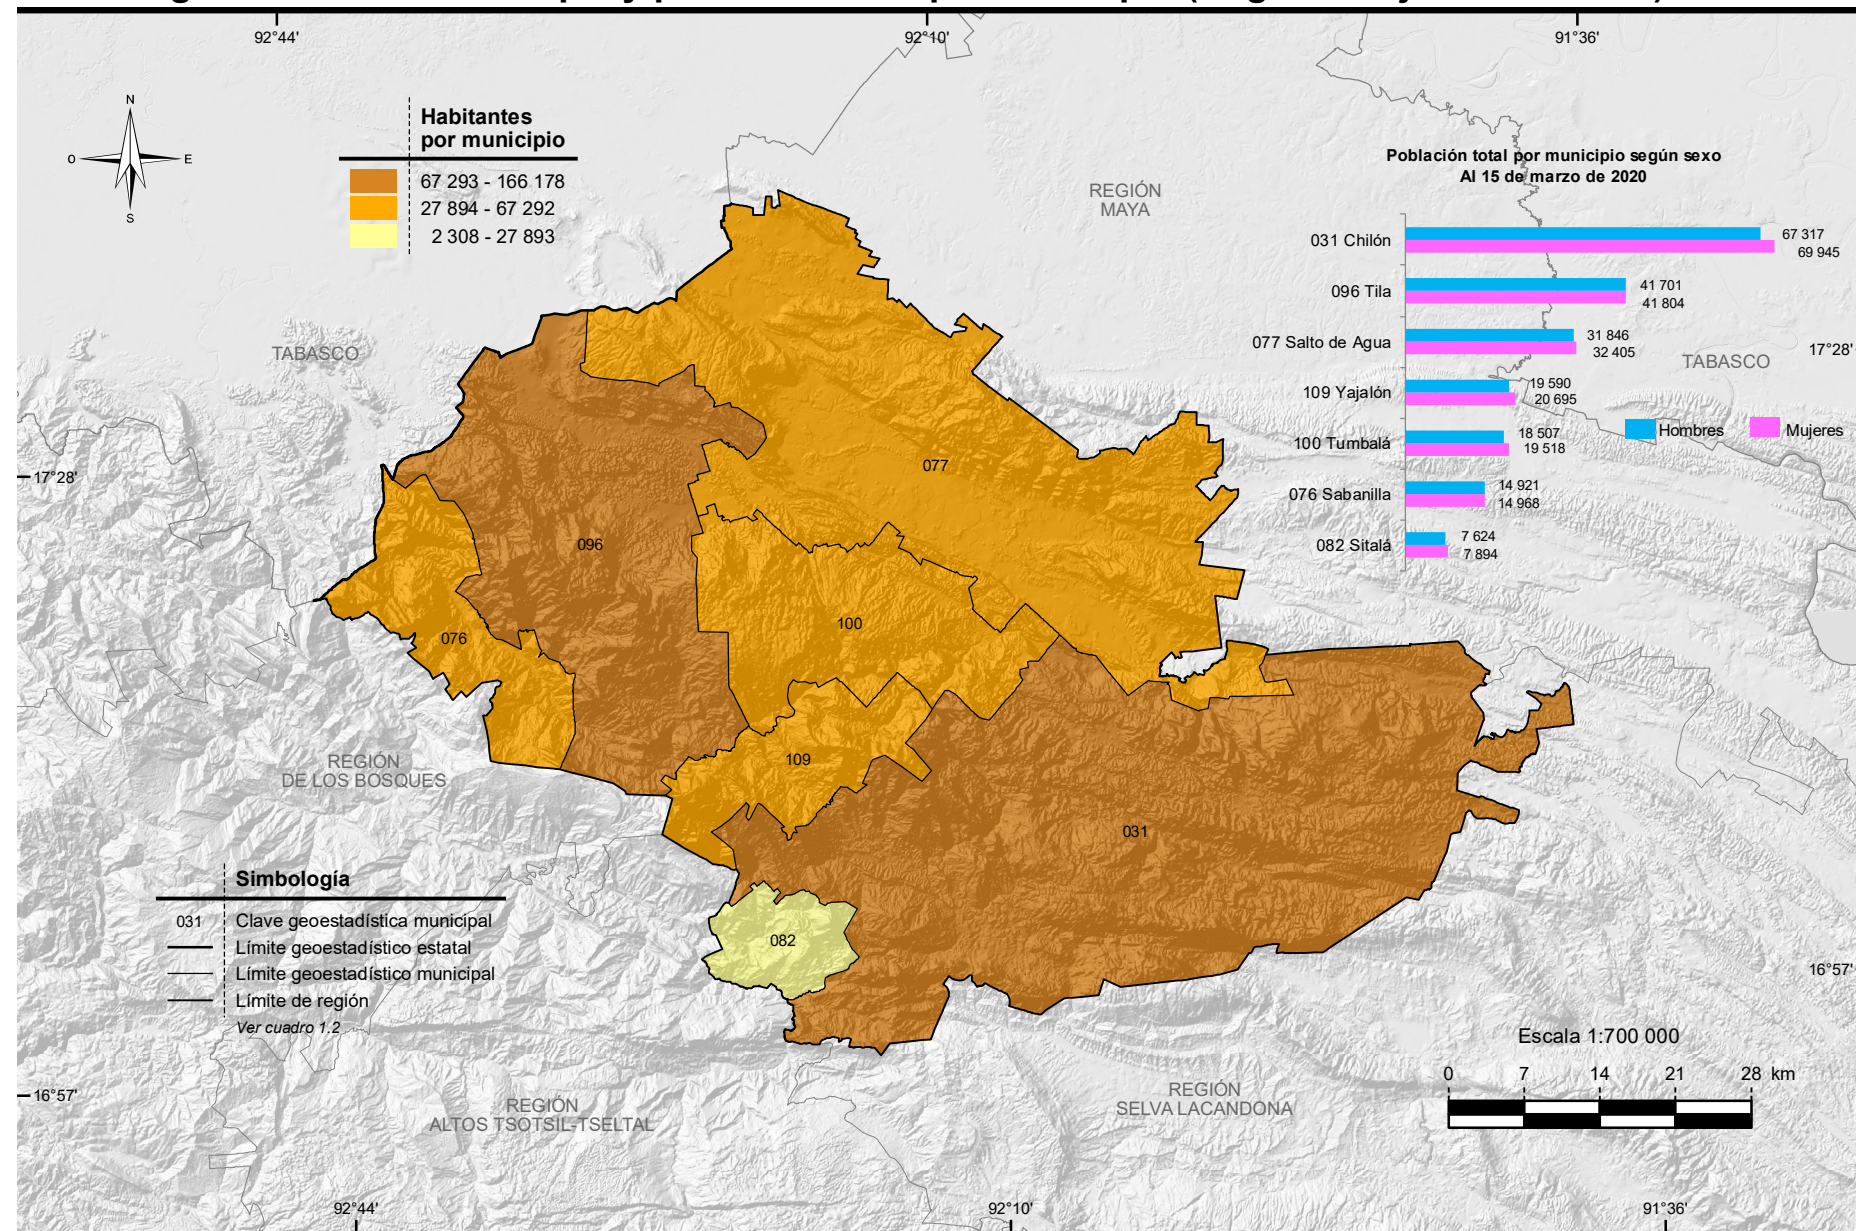 92°44'
92°10'
91°36'
N
O
E
S
Habitantes
por municipio
67 293 - 166 178
27 894 - 67 292
2 308 - 27 893
REGIÓN
MAYA
Población total por municipio según sexo
Al 15 de marzo de 2020
031 Chilón
67 317
69 945
096 Tila
41 701
41 804
077 Salto de Agua
31 846
32 405
109 Yajalón
19 590
20 695
100 Tumbalá
18 507
19 518
076 Sabanilla
14 921
14 968
082 Sitalá
7 624
7 894
Hombres
Mujeres
TABASCO
TABASCO
17°28'
17°28'
077
096
100
076
109
031
082
REGIÓN
DE LOS BOSQUES
Simbología
031 Clave geoestadística municipal
Límite geoestadístico estatal
Límite geoestadístico municipal
Límite de región
Ver cuadro 1.2
16°57'
16°57'
REGIÓN
ALTOS TSOTSIL-TSELTAL
REGIÓN
SELVA LACANDONA
Escala 1:700 000
0 7 14 21 28 km
92°44'
92°10'
91°36'